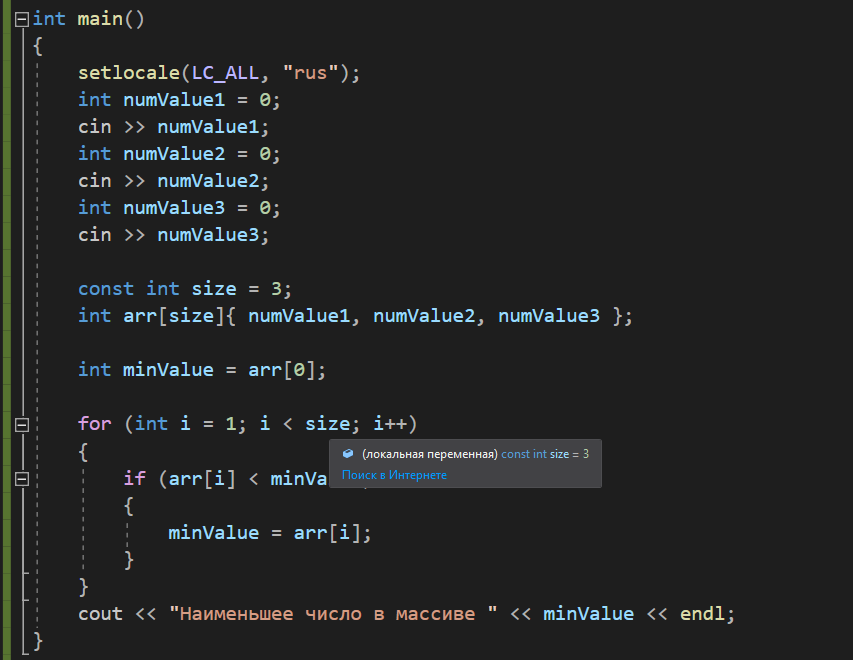 int main()
{
setlocale(LC_ALL, "rus");
int numValue1 = 0;
cin >> numValue1;
int numValue2 = 0;
cin >> numValue2;
int numValue3 = 0;
cin >> numValue3;
const int size = 3;
int arr[size]{ numValue1, numValue2, numValue3 };
int minValue = arr[0];
for (int i = 1; i < size; i++)
{
(локальная переменная) const int size = 3
Поиск в Интернете
if (arr[i] < minVa
{
minValue = arr[i];
}
}
cout << "Наименьшее число в массиве " << minValue << endl;
}